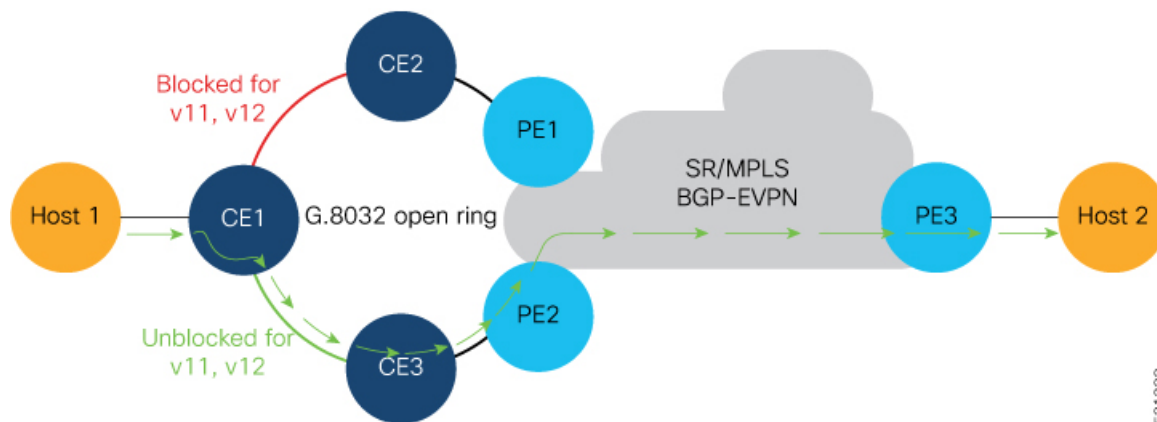 CE2
Blocked for
v11, v12
PE1
SR/MPLS
BGP-EVPN
Host 1
CE1
G.8032 open ring
PE3
Host 2
PE2
Unblocked for
v11, v12
CE3